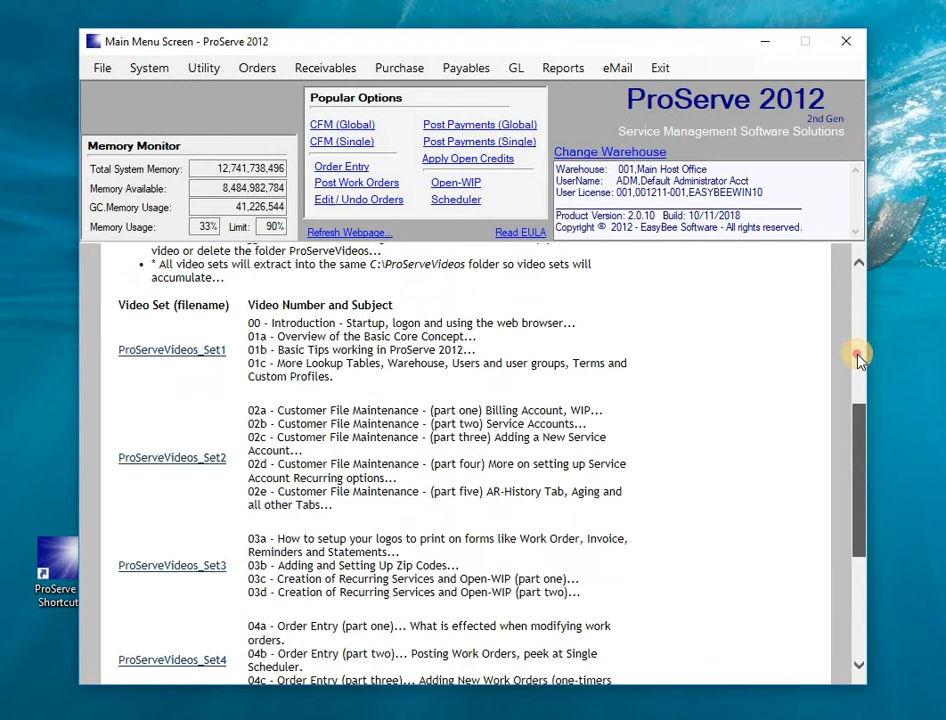 Main Menu Screen - ProServe 2012
File System Utility Orders Receivables Purchase Payables GL Reports eMail Exit
Popular Options
CFM (Global) Post Payments (Global)
CFM (Single) Post Payments (Single)
Apply Open Credits
Order Entry
Post Work Orders Open-WIP
Edit / Undo Orders Scheduler
Refresh Webpage... Read EULA
ProServe 2012
2nd Gen
Service Management Software Solutions
Change Warehouse
Warehouse: 001,Main Host Office
UserName: ADM,Default Administrator Acct
User License: 001,001211-001,EASYBEEWIN10
Product Version: 2.0.10 Build: 10/11/2018
Copyright © 2012 - EasyBee Software - All rights reserved.
Memory Monitor
Total System Memory: 12,741,738,496
Memory Available: 8,484,982,784
GC.Memory Usage: 41,226,544
Memory Usage: 33% Limit: 90%
video or delete the folder ProServeVideos...
• * All video sets will extract into the same C:\ProServeVideos folder so video sets will
accumulate...
Video Set (filename) Video Number and Subject
ProServeVideos_Set1
00 - Introduction - Startup, logon and using the web browser...
01a - Overview of the Basic Core Concept...
01b - Basic Tips working in ProServe 2012...
01c - More Lookup Tables, Warehouse, Users and user groups, Terms and
Custom Profiles.
ProServeVideos_Set2
02a - Customer File Maintenance - (part one) Billing Account, WIP...
02b - Customer File Maintenance - (part two) Service Accounts...
02c - Customer File Maintenance - (part three) Adding a New Service
Account...
02d - Customer File Maintenance - (part four) More on setting up Service
Account Recurring options...
02e - Customer File Maintenance - (part five) AR-History Tab, Aging and
all other Tabs...
ProServeVideos_Set3
03a - How to setup your logos to print on forms like Work Order, Invoice,
Reminders and Statements...
03b - Adding and Setting Up Zip Codes...
03c - Creation of Recurring Services and Open-WIP (part one)...
03d - Creation of Recurring Services and Open-WIP (part two)...
ProServeVideos_Set4
04a - Order Entry (part one)... What is effected when modifying work
orders.
04b - Order Entry (part two)... Posting Work Orders, peek at Single
Scheduler.
04c - Order Entry (part three)... Adding New Work Orders (one-timers
ProServe
Shortcut